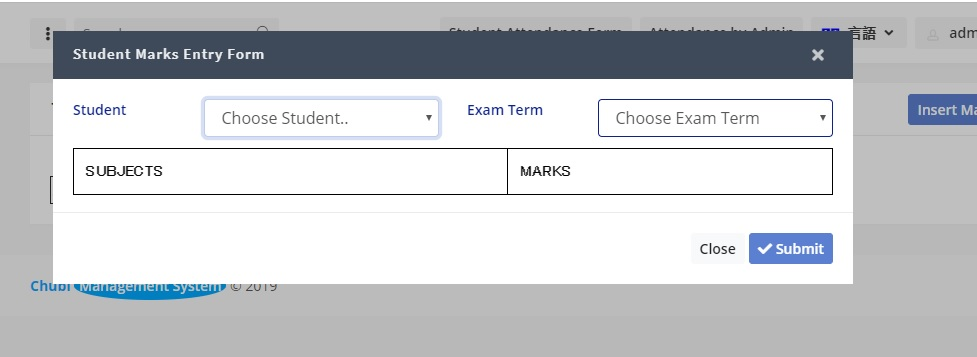 Student Attendance Form
Attendance by Admin
言語
adm
Student Marks Entry Form
Student
Choose Student..
Exam Term
Choose Exam Term
Insert Ma
SUBJECTS
MARKS
Close
Submit
Management System © 2019